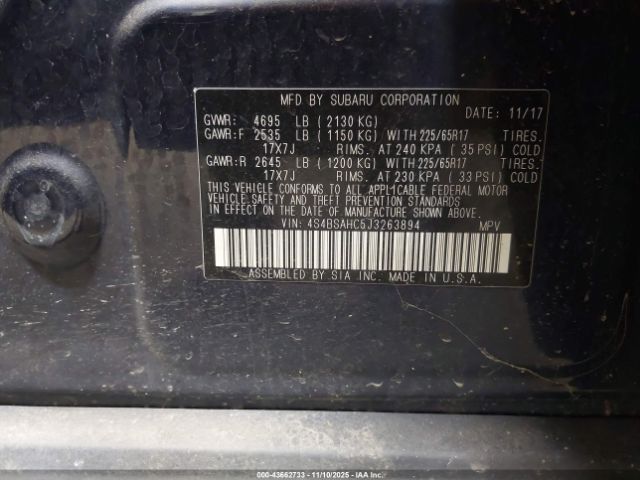 MFD BY SUBARU CORPORATION
GVWR: 4695 LB ( 2130 KG) DATE: 11/17
GAWR:F 2535 LB ( 1150 KG) WITH 225/65R17 TIRES.
17X7J RIMS. AT 240 KPA ( 35 PSI) COLD
GAWR:R 2645 LB ( 1200 KG) WITH 225/65R17 TIRES.
17X7J RIMS. AT 230 KPA ( 33 PSI) COLD
THIS VEHICLE CONFORMS TO ALL APPLICABLE FEDERAL MOTOR
VEHICLE SAFETY AND THEFT PREVENTION STANDARDS
IN EFFECT ON THE DATE OF MANUFACTURE SHOWN ABOVE.
VIN: 4S4BSAHC5J3263894 MPV
ASSEMBLED BY SIA INC. MADE IN U.S.A.
000-43662733 - 11/10/2025 - IAAI.COM